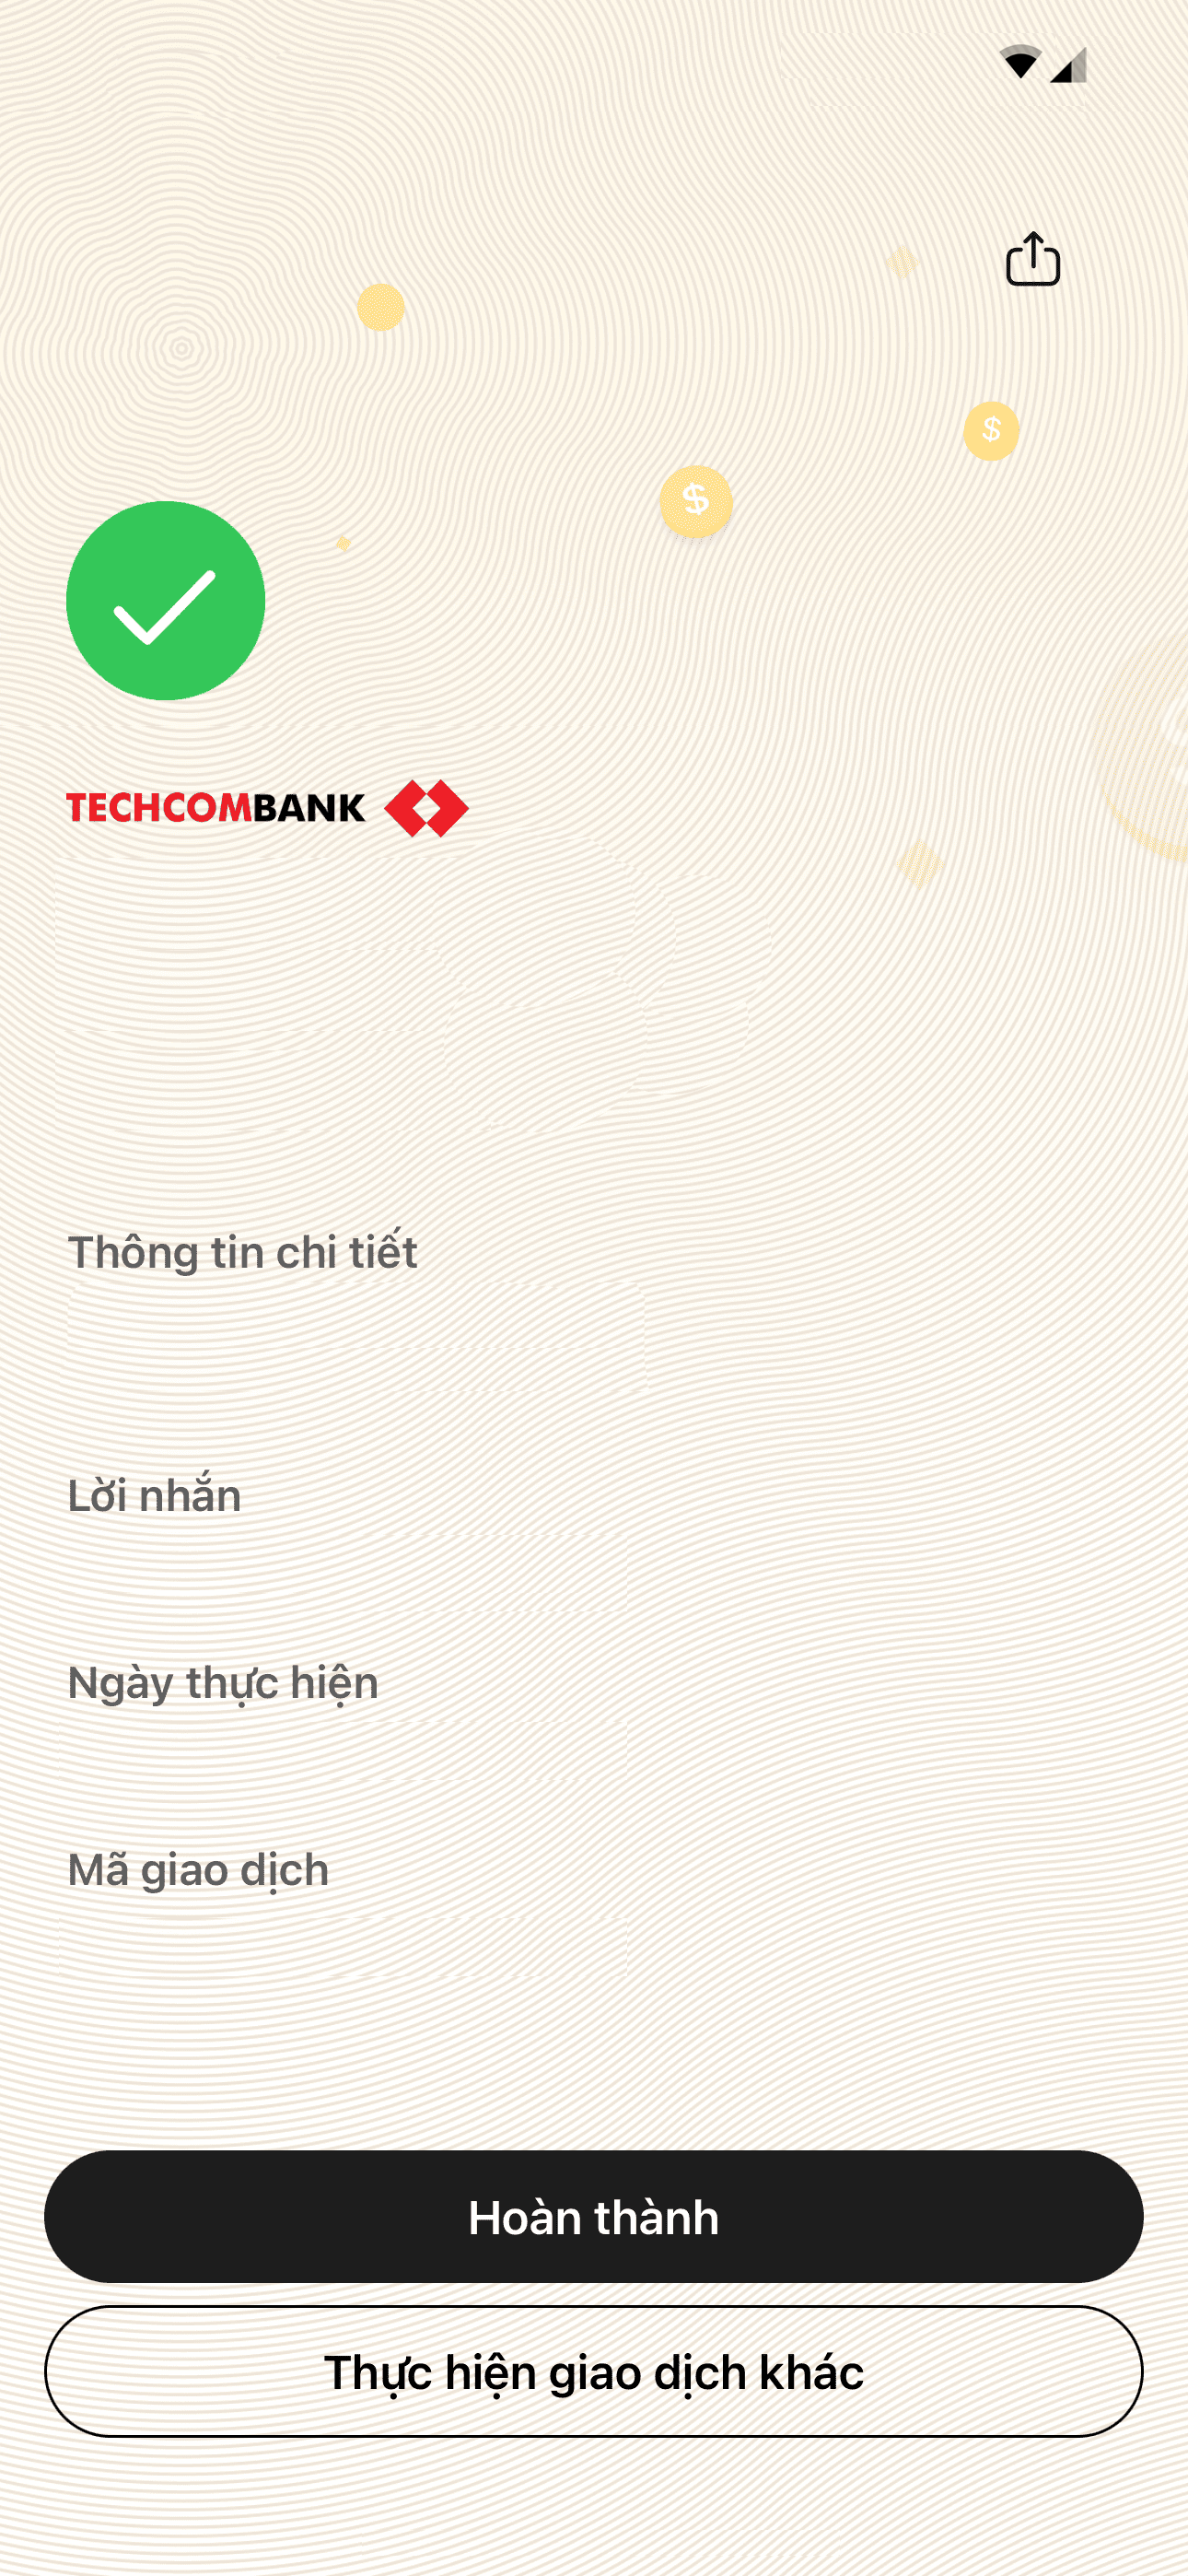 $
$
TECHCOMBANK
Thông tin chi tiết
Lời nhắn
Ngày thực hiện
Mã giao dịch
Hoàn thành
Thực hiện giao dịch khác